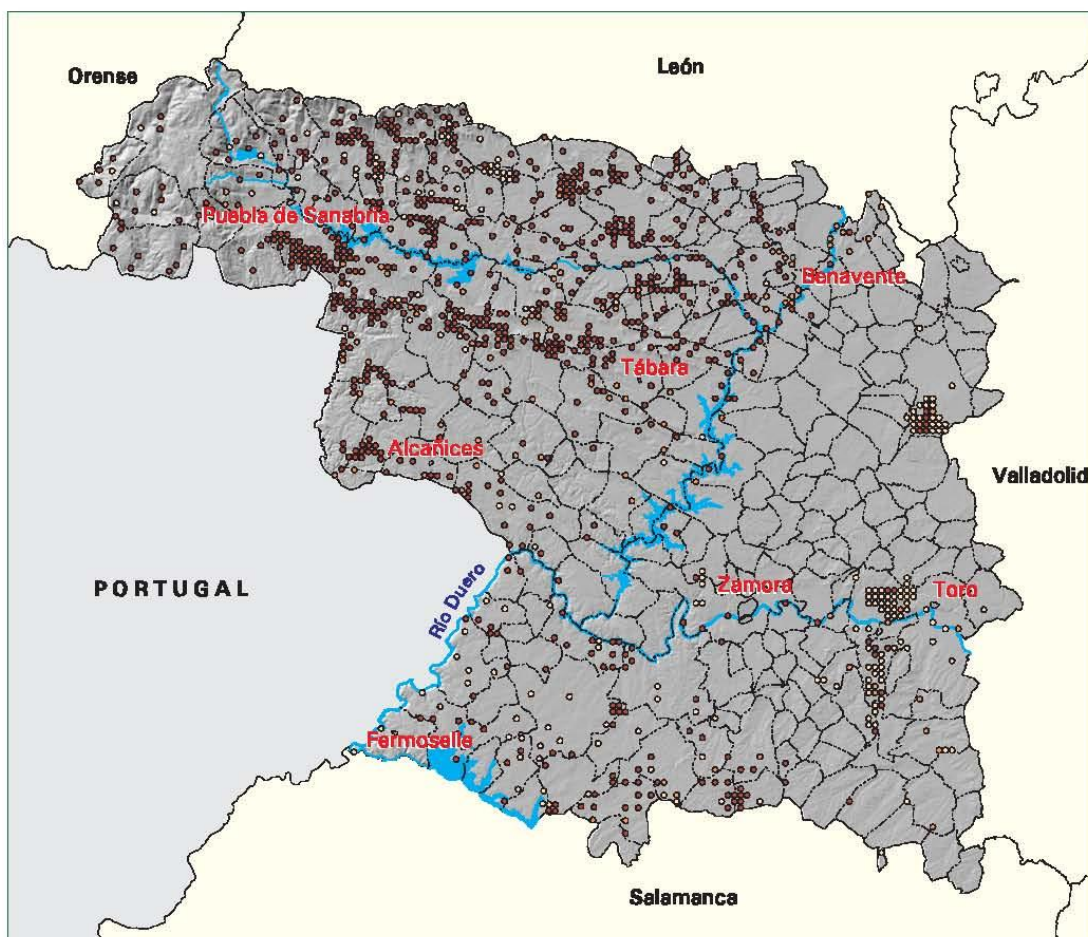 Orense
León
Puebla de Sanabria
Benavente
Tábara
Alcañices
Valladolid
PORTUGAL
Río Duero
Zamora
Toro
Fermoselle
Salamanca